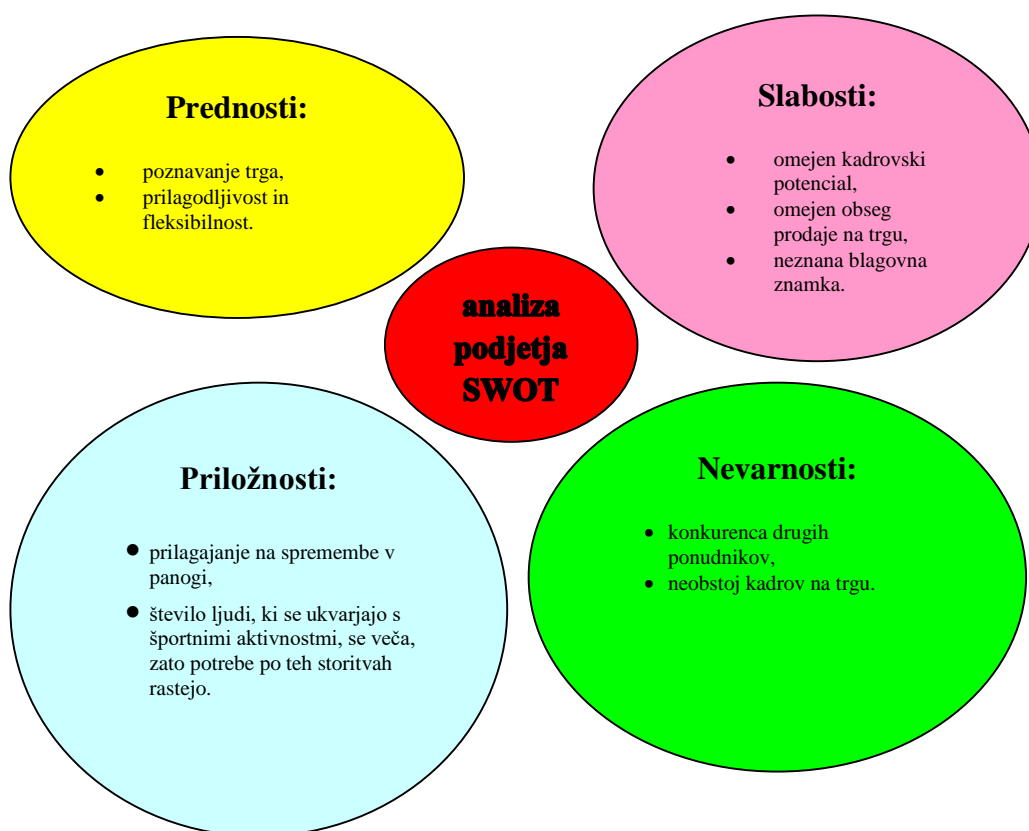 Prednosti:
• poznavanje trga,
• prilagodljivost in
fleksibilnost.
Slabosti:
• omejen kadrovski
potencial,
• omejen obseg
prodaje na trgu,
• neznana blagovna
znamka.
analiza
podjetja
SWOT
Priložnosti:
• prilagajanje na spremembe v
panogi,
• število ljudi, ki se ukvarjajo s
športnimi aktivnostmi, se veča,
zato potrebe po teh storitvah
rastejo.
Nevarnosti:
• konkurenca drugih
ponudnikov,
• neobstoj kadrov na trgu.